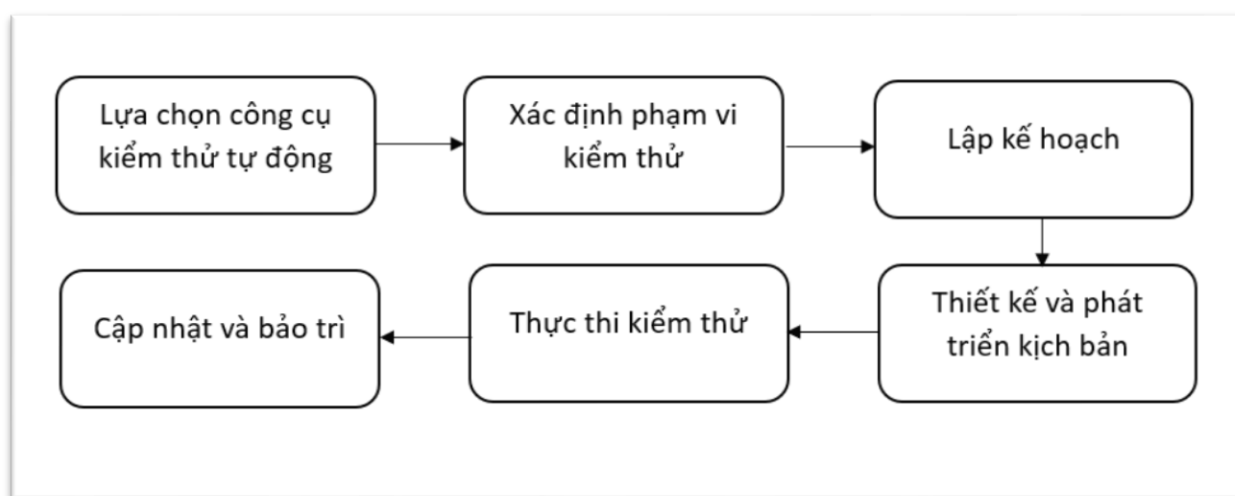 Lựa chọn công cụ
kiểm thử tự động
Xác định phạm vi
kiểm thử
Lập kế hoạch
Thiết kế và phát
triển kịch bản
Thực thi kiểm thử
Cập nhật và bảo trì